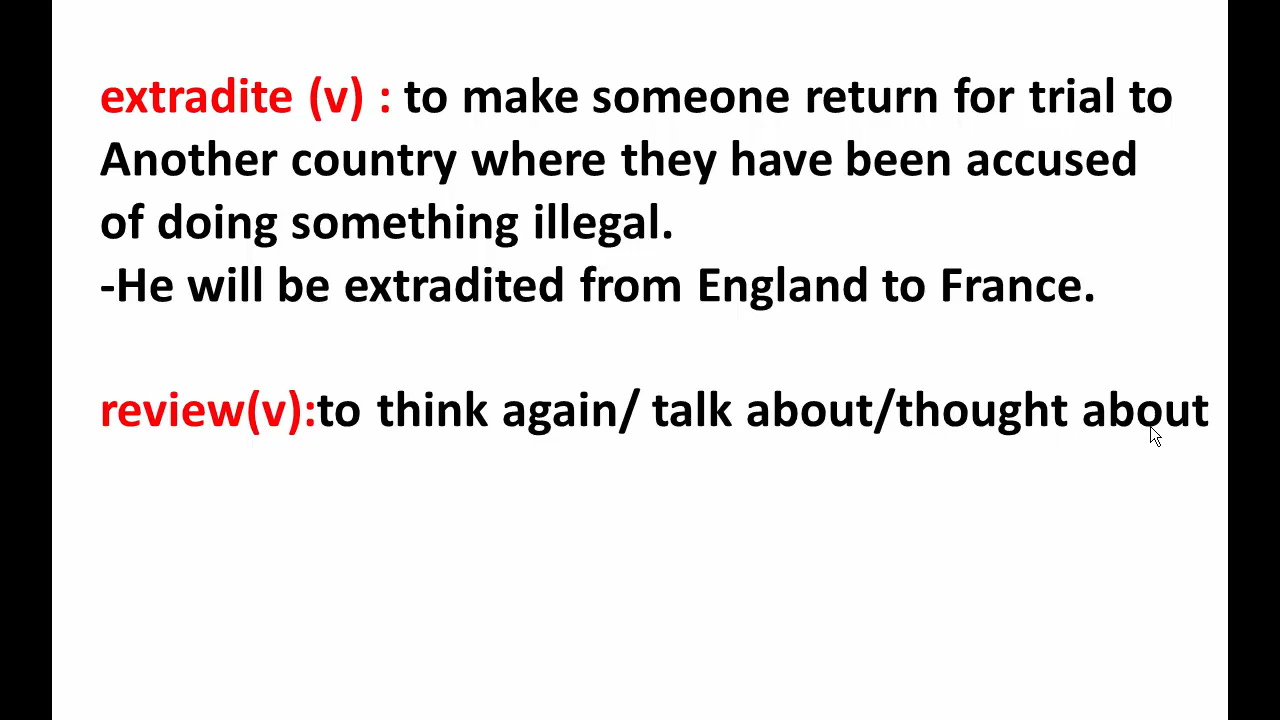 extradite (v) : to make someone return for trial to
Another country where they have been accused
of doing something illegal.
-He will be extradited from England to France.
review(v):to think again/ talk about/thought about